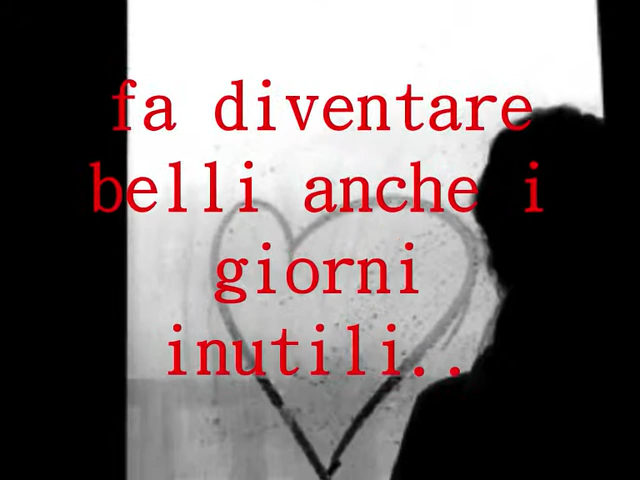 fa diventare
belli anche i
giorni
inutili..